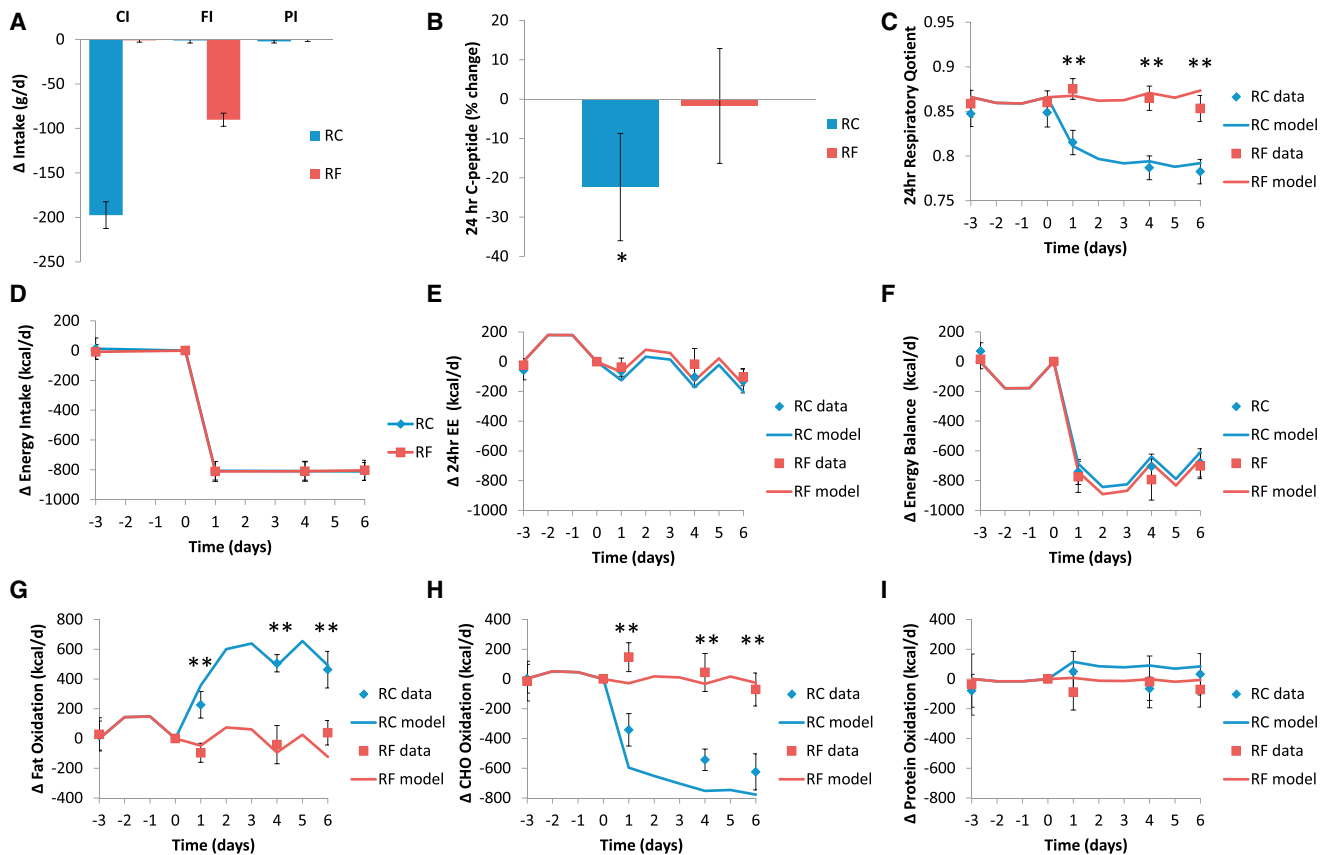 A
CI FI PI
0
-50
-100
-150
-200
-250
Δ Intake (g/d)
RC
RF
B
20
10
0
-10
-20
-30
-40
24 hr C-peptide (% change)
*
RC
RF
C
0.95
0.9
0.85
0.8
0.75
24hr Respiratory Qotient
** ** **
-3 -2 -1 0 1 2 3 4 5 6
Time (days)
RC data
RC model
RF data
RF model
D
200
0
-200
-400
-600
-800
-1000
Δ Energy Intake (kcal/d)
-3 -2 -1 0 1 2 3 4 5 6
Time (days)
RC
RF
E
200
0
-200
-400
-600
-800
-1000
Δ 24hr EE (kcal/d)
-3 -2 -1 0 1 2 3 4 5 6
Time (days)
RC data
RC model
RF data
RF model
F
200
0
-200
-400
-600
-800
-1000
Δ Energy Balance (kcal/d)
-3 -2 -1 0 1 2 3 4 5 6
Time (days)
RC
RC model
RF
RF model
G
800
600
400
200
0
-200
-400
Δ Fat Oxidation (kcal/d)
** ** **
-3 -2 -1 0 1 2 3 4 5 6
Time (days)
RC data
RC model
RF data
RF model
H
400
200
0
-200
-400
-600
-800
Δ CHO Oxidation (kcal/d)
** ** **
-3 -2 -1 0 1 2 3 4 5 6
Time (days)
RC data
RC model
RF data
RF model
I
400
200
0
-200
-400
-600
-800
Δ Protein Oxidation (kcal/d)
-3 -2 -1 0 1 2 3 4 5 6
Time (days)
RC data
RC model
RF data
RF model